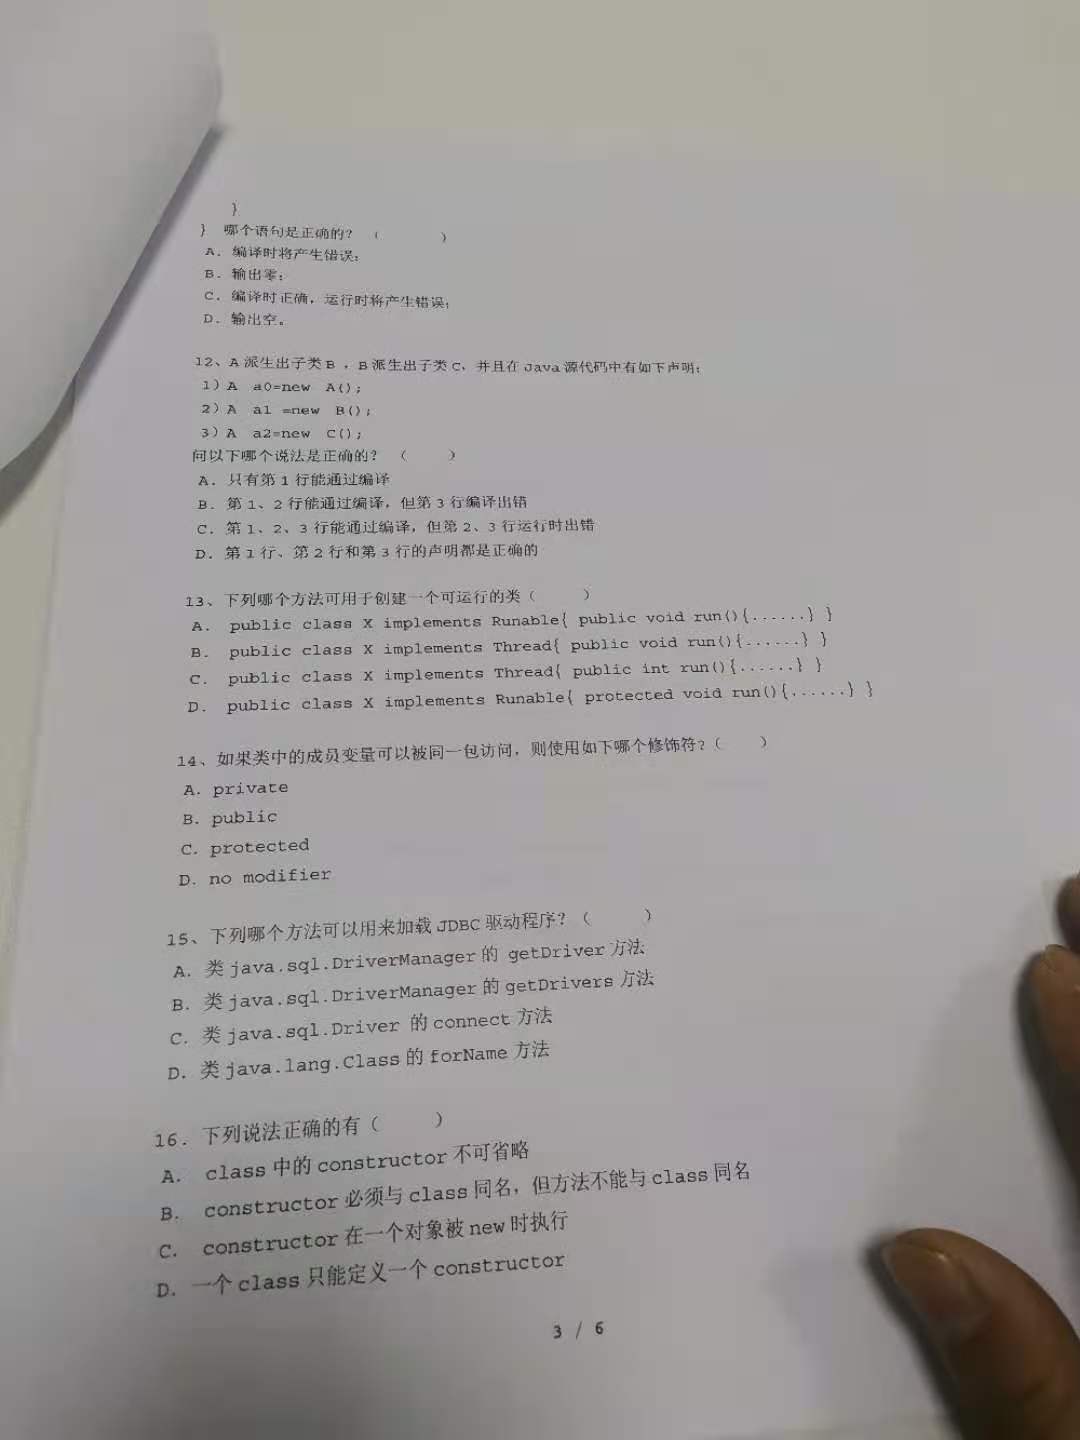 }
} 哪个语句是正确的? （ ）
A. 编译时将产生错误;
B. 输出零;
C. 编译时正确，运行时将产生错误;
D. 输出空。
12、A 派生出子类 B ，B 派生出子类 C，并且在 Java 源代码中有如下声明:
1）A a0=new A();
2）A a1 =new B();
3）A a2=new C();
问以下哪个说法是正确的? （ ）
A. 只有第 1 行能通过编译
B. 第 1、2 行能通过编译，但第 3 行编译出错
C. 第 1、2、3 行能通过编译，但第 2、3 行运行时出错
D. 第 1 行、第 2 行和第 3 行的声明都是正确的
13、下列哪个方法可用于创建一个可运行的类（ ）
A. public class X implements Runable{ public void run(){......} }
B. public class X implements Thread{ public void run(){......} }
C. public class X implements Thread{ public int run(){......} }
D. public class X implements Runable{ protected void run(){......} }
14、如果类中的成员变量可以被同一包访问，则使用如下哪个修饰符?（ ）
A. private
B. public
C. protected
D. no modifier
15、下列哪个方法可以用来加载 JDBC 驱动程序? （ ）
A. 类 java.sql.DriverManager 的 getDriver 方法
B. 类 java.sql.DriverManager 的 getDrivers 方法
C. 类 java.sql.Driver 的 connect 方法
D. 类 java.lang.Class 的 forName 方法
16. 下列说法正确的有（ ）
A. class 中的 constructor 不可省略
B. constructor 必须与 class 同名，但方法不能与 class 同名
C. constructor 在一个对象被 new 时执行
D. 一个 class 只能定义一个 constructor
3 / 6